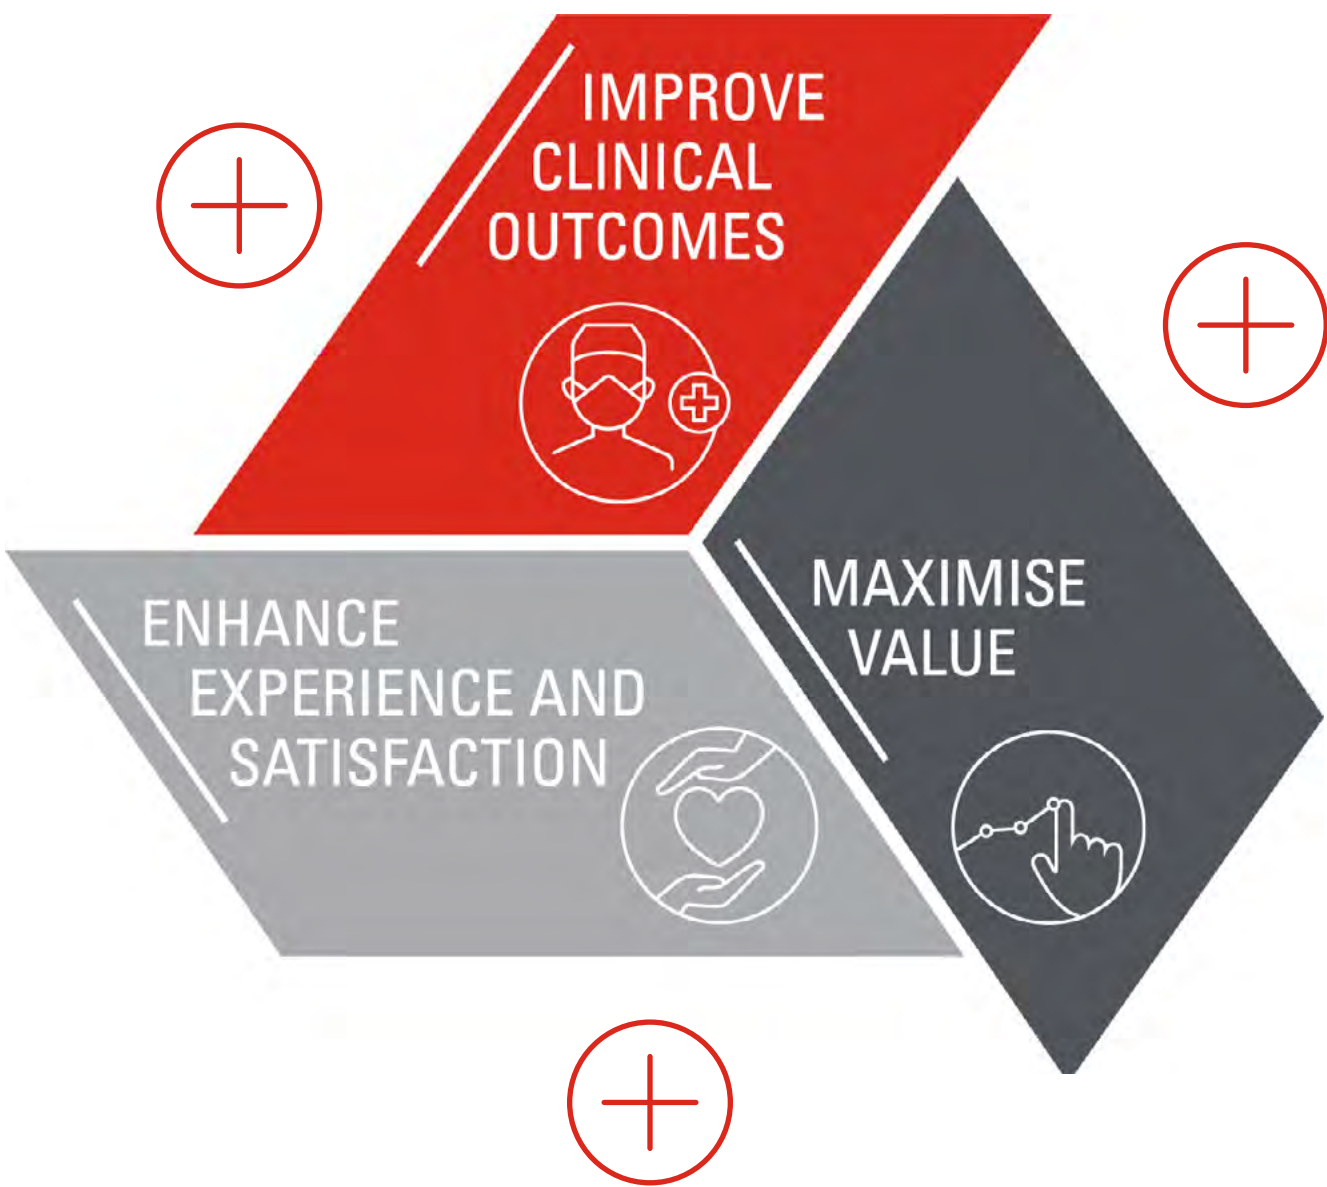 IMPROVE
CLINICAL
OUTCOMES
MAXIMISE
VALUE
ENHANCE
EXPERIENCE AND
SATISFACTION